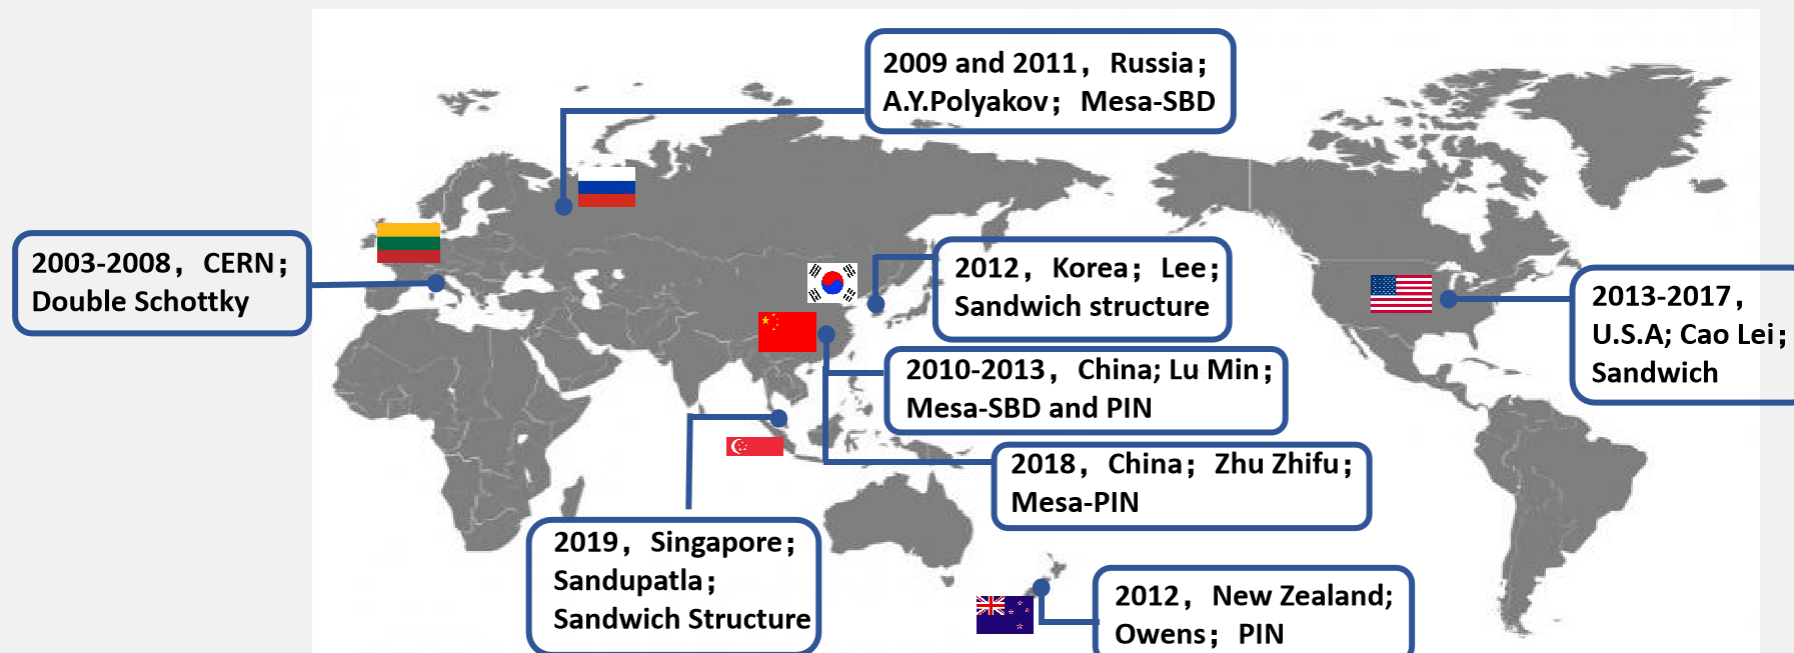 2009 and 2011，Russia；
A.Y.Polyakov；Mesa-SBD
2003-2008，CERN；
Double Schottky
2012，Korea；Lee；
Sandwich structure
2013-2017，
U.S.A; Cao Lei；
Sandwich
2010-2013，China; Lu Min；
Mesa-SBD and PIN
2018，China；Zhu Zhifu；
Mesa-PIN
2019，Singapore；
Sandupatla；
Sandwich Structure
2012，New Zealand;
Owens；PIN